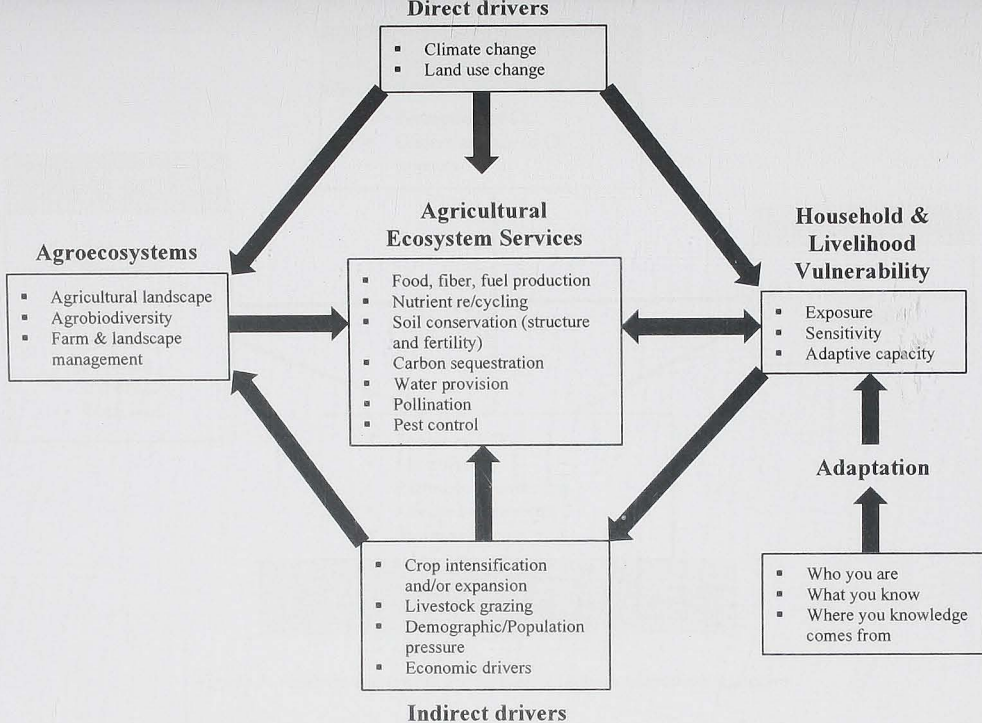 Direct drivers
▪ Climate change
▪ Land use change
Agricultural
Ecosystem Services
▪ Food, fiber, fuel production
▪ Nutrient re/cycling
▪ Soil conservation (structure
and fertility)
▪ Carbon sequestration
▪ Water provision
▪ Pollination
▪ Pest control
Agroecosystems
▪ Agricultural landscape
▪ Agrobiodiversity
▪ Farm & landscape
management
Household &
Livelihood
Vulnerability
▪ Exposure
▪ Sensitivity
▪ Adaptive capacity
Adaptation
▪ Who you are
▪ What you know
▪ Where you knowledge
comes from
▪ Crop intensification
and/or expansion
▪ Livestock grazing
▪ Demographic/Population
pressure
▪ Economic drivers
Indirect drivers